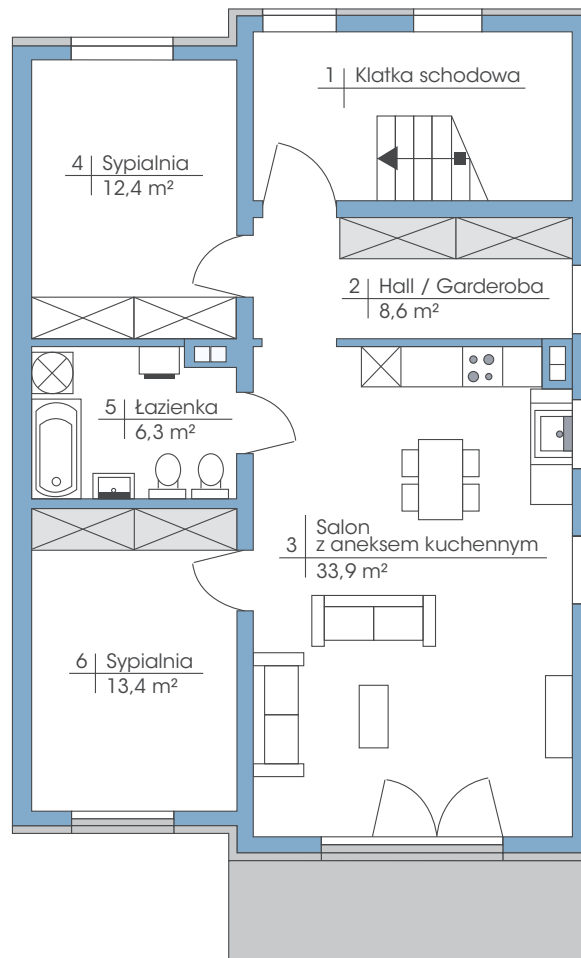 1 Klatka schodowa
4 Sypialnia
12,4 m²
2 Hall / Garderoba
8,6 m²
5 Łazienka
6,3 m²
3 Salon
z aneksem kuchennym
33,9 m²
6 Sypialnia
13,4 m²